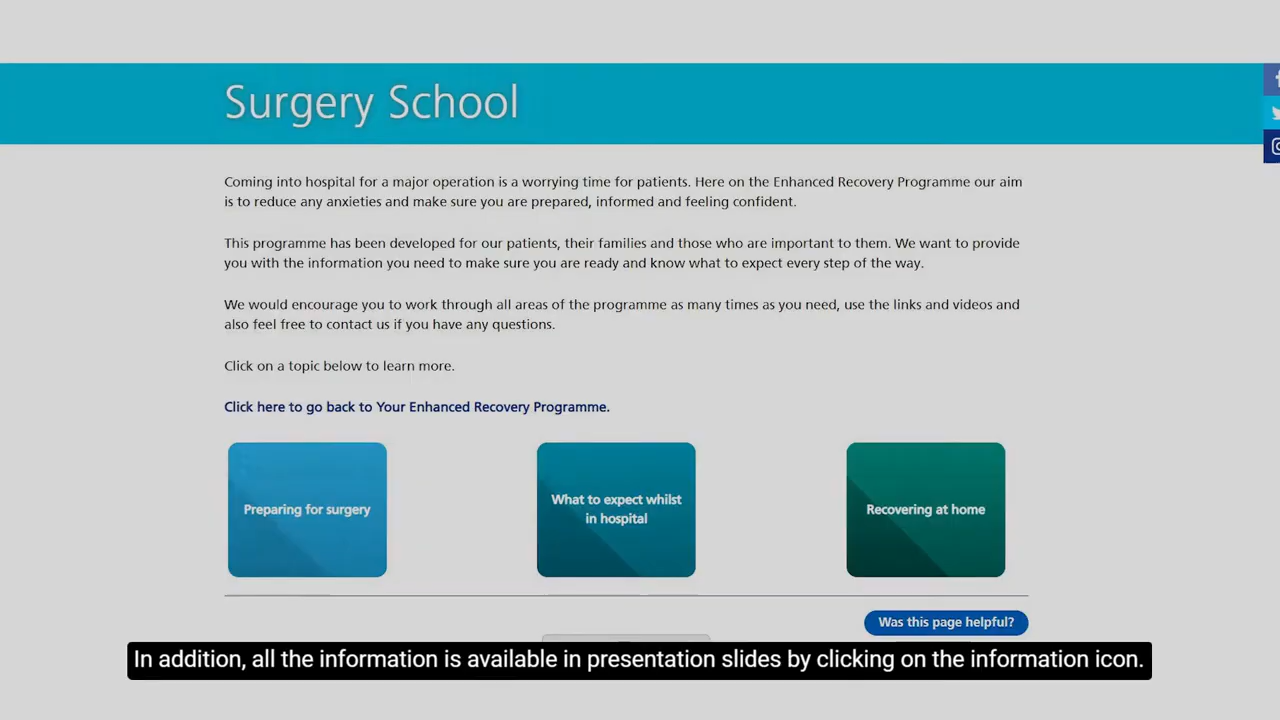 Surgery School
Coming into hospital for a major operation is a worrying time for patients. Here on the Enhanced Recovery Programme our aim
is to reduce any anxieties and make sure you are prepared, informed and feeling confident.
This programme has been developed for our patients, their families and those who are important to them. We want to provide
you with the information you need to make sure you are ready and know what to expect every step of the way.
We would encourage you to work through all areas of the programme as many times as you need, use the links and videos and
also feel free to contact us if you have any questions.
Click on a topic below to learn more.
Click here to go back to Your Enhanced Recovery Programme.
Preparing for surgery
What to expect whilst
in hospital
Recovering at home
Was this page helpful?
In addition, all the information is available in presentation slides by clicking on the information icon.